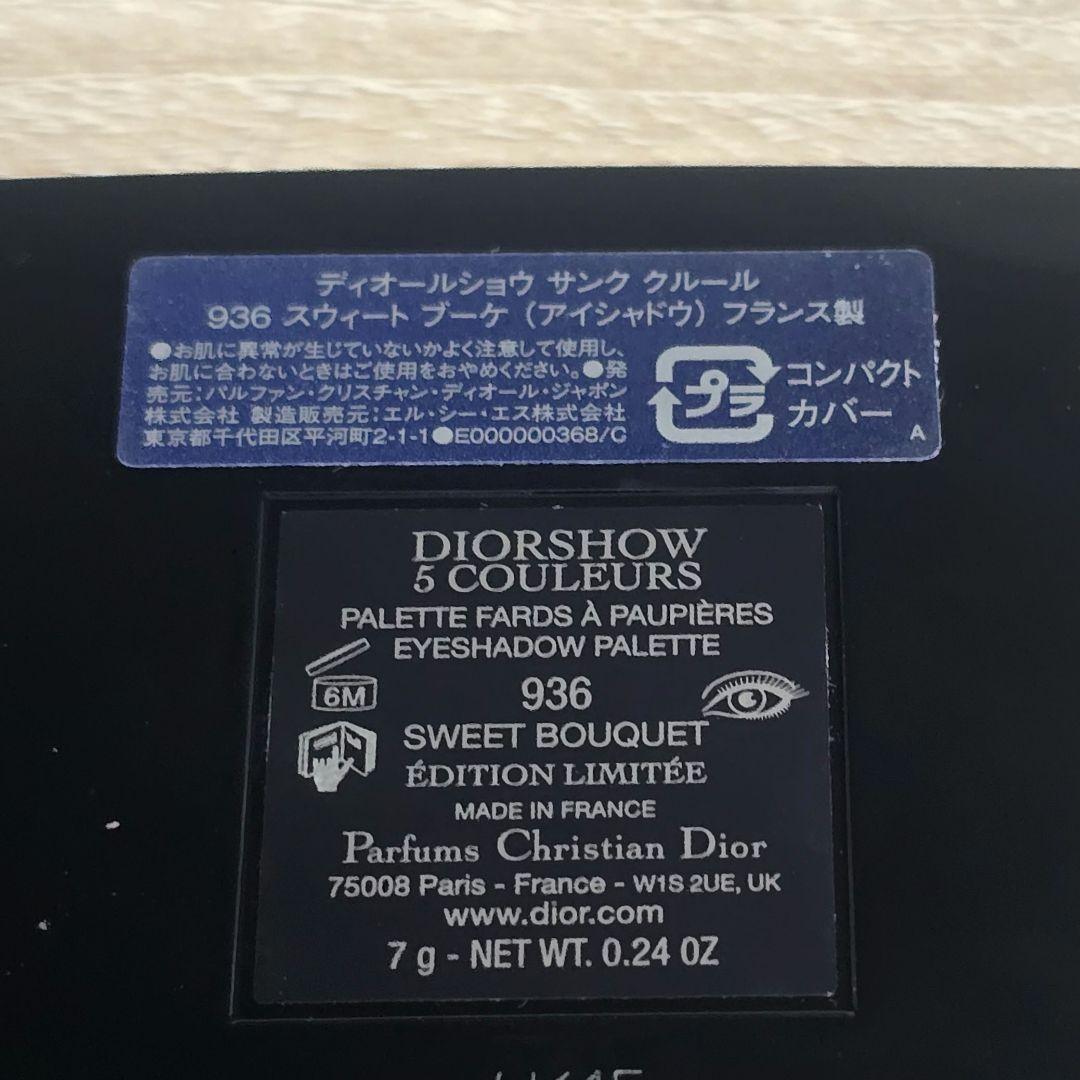 ディオールショウ サンク クルール
936 スウィート ブーケ（アイシャドウ）フランス製
●お肌に異常が生じていないかよく注意して使用し、
お肌に合わないときはご使用をおやめください。●発
売元：パルファン・クリスチャン・ディオール・ジャポン
株式会社 製造販売元：エル・シー・エス株式会社
東京都千代田区平河町2-1-1●E000000368/C
プラ
コンパクト
カバー
A
DIORSHOW
5 COULEURS
PALETTE FARDS À PAUPIÈRES
EYESHADOW PALETTE
6M
936
SWEET BOUQUET
ÉDITION LIMITÉE
MADE IN FRANCE
Parfums Christian Dior
75008 Paris - France - W1S 2UE, UK
www.dior.com
7 g - NET WT. 0.24 OZ